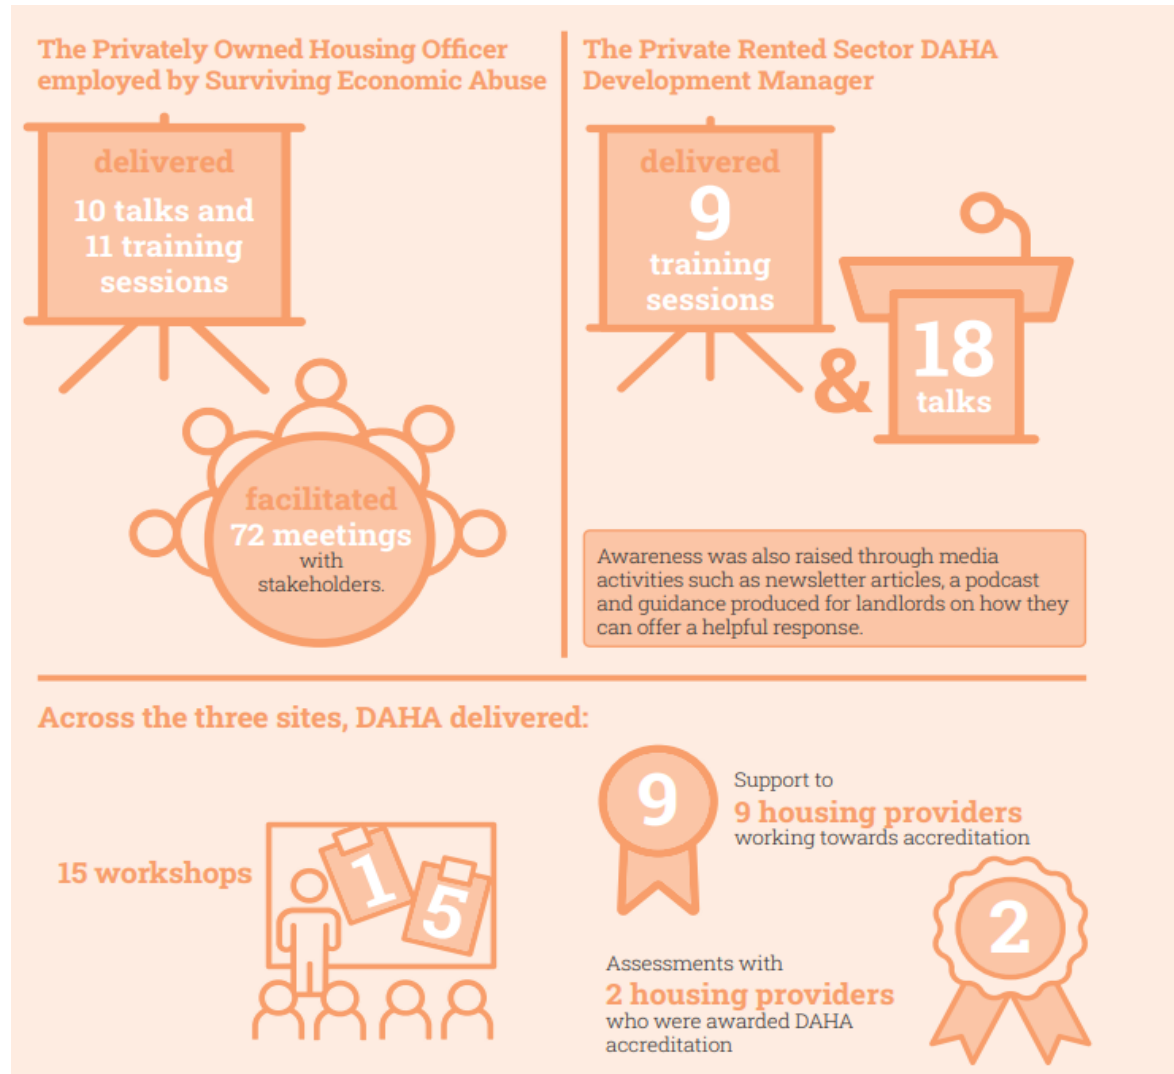 The Privately Owned Housing Officer
employed by Surviving Economic Abuse
delivered
10 talks and
11 training
sessions
facilitated
72 meetings
with
stakeholders.
The Private Rented Sector DAHA
Development Manager
delivered
9
training
sessions
&
18
talks
Awareness was also raised through media
activities such as newsletter articles, a podcast
and guidance produced for landlords on how they
can offer a helpful response.
Across the three sites, DAHA delivered:
15 workshops
1
5
9
Support to
9 housing providers
working towards accreditation
Assessments with
2 housing providers
who were awarded DAHA
accreditation
2